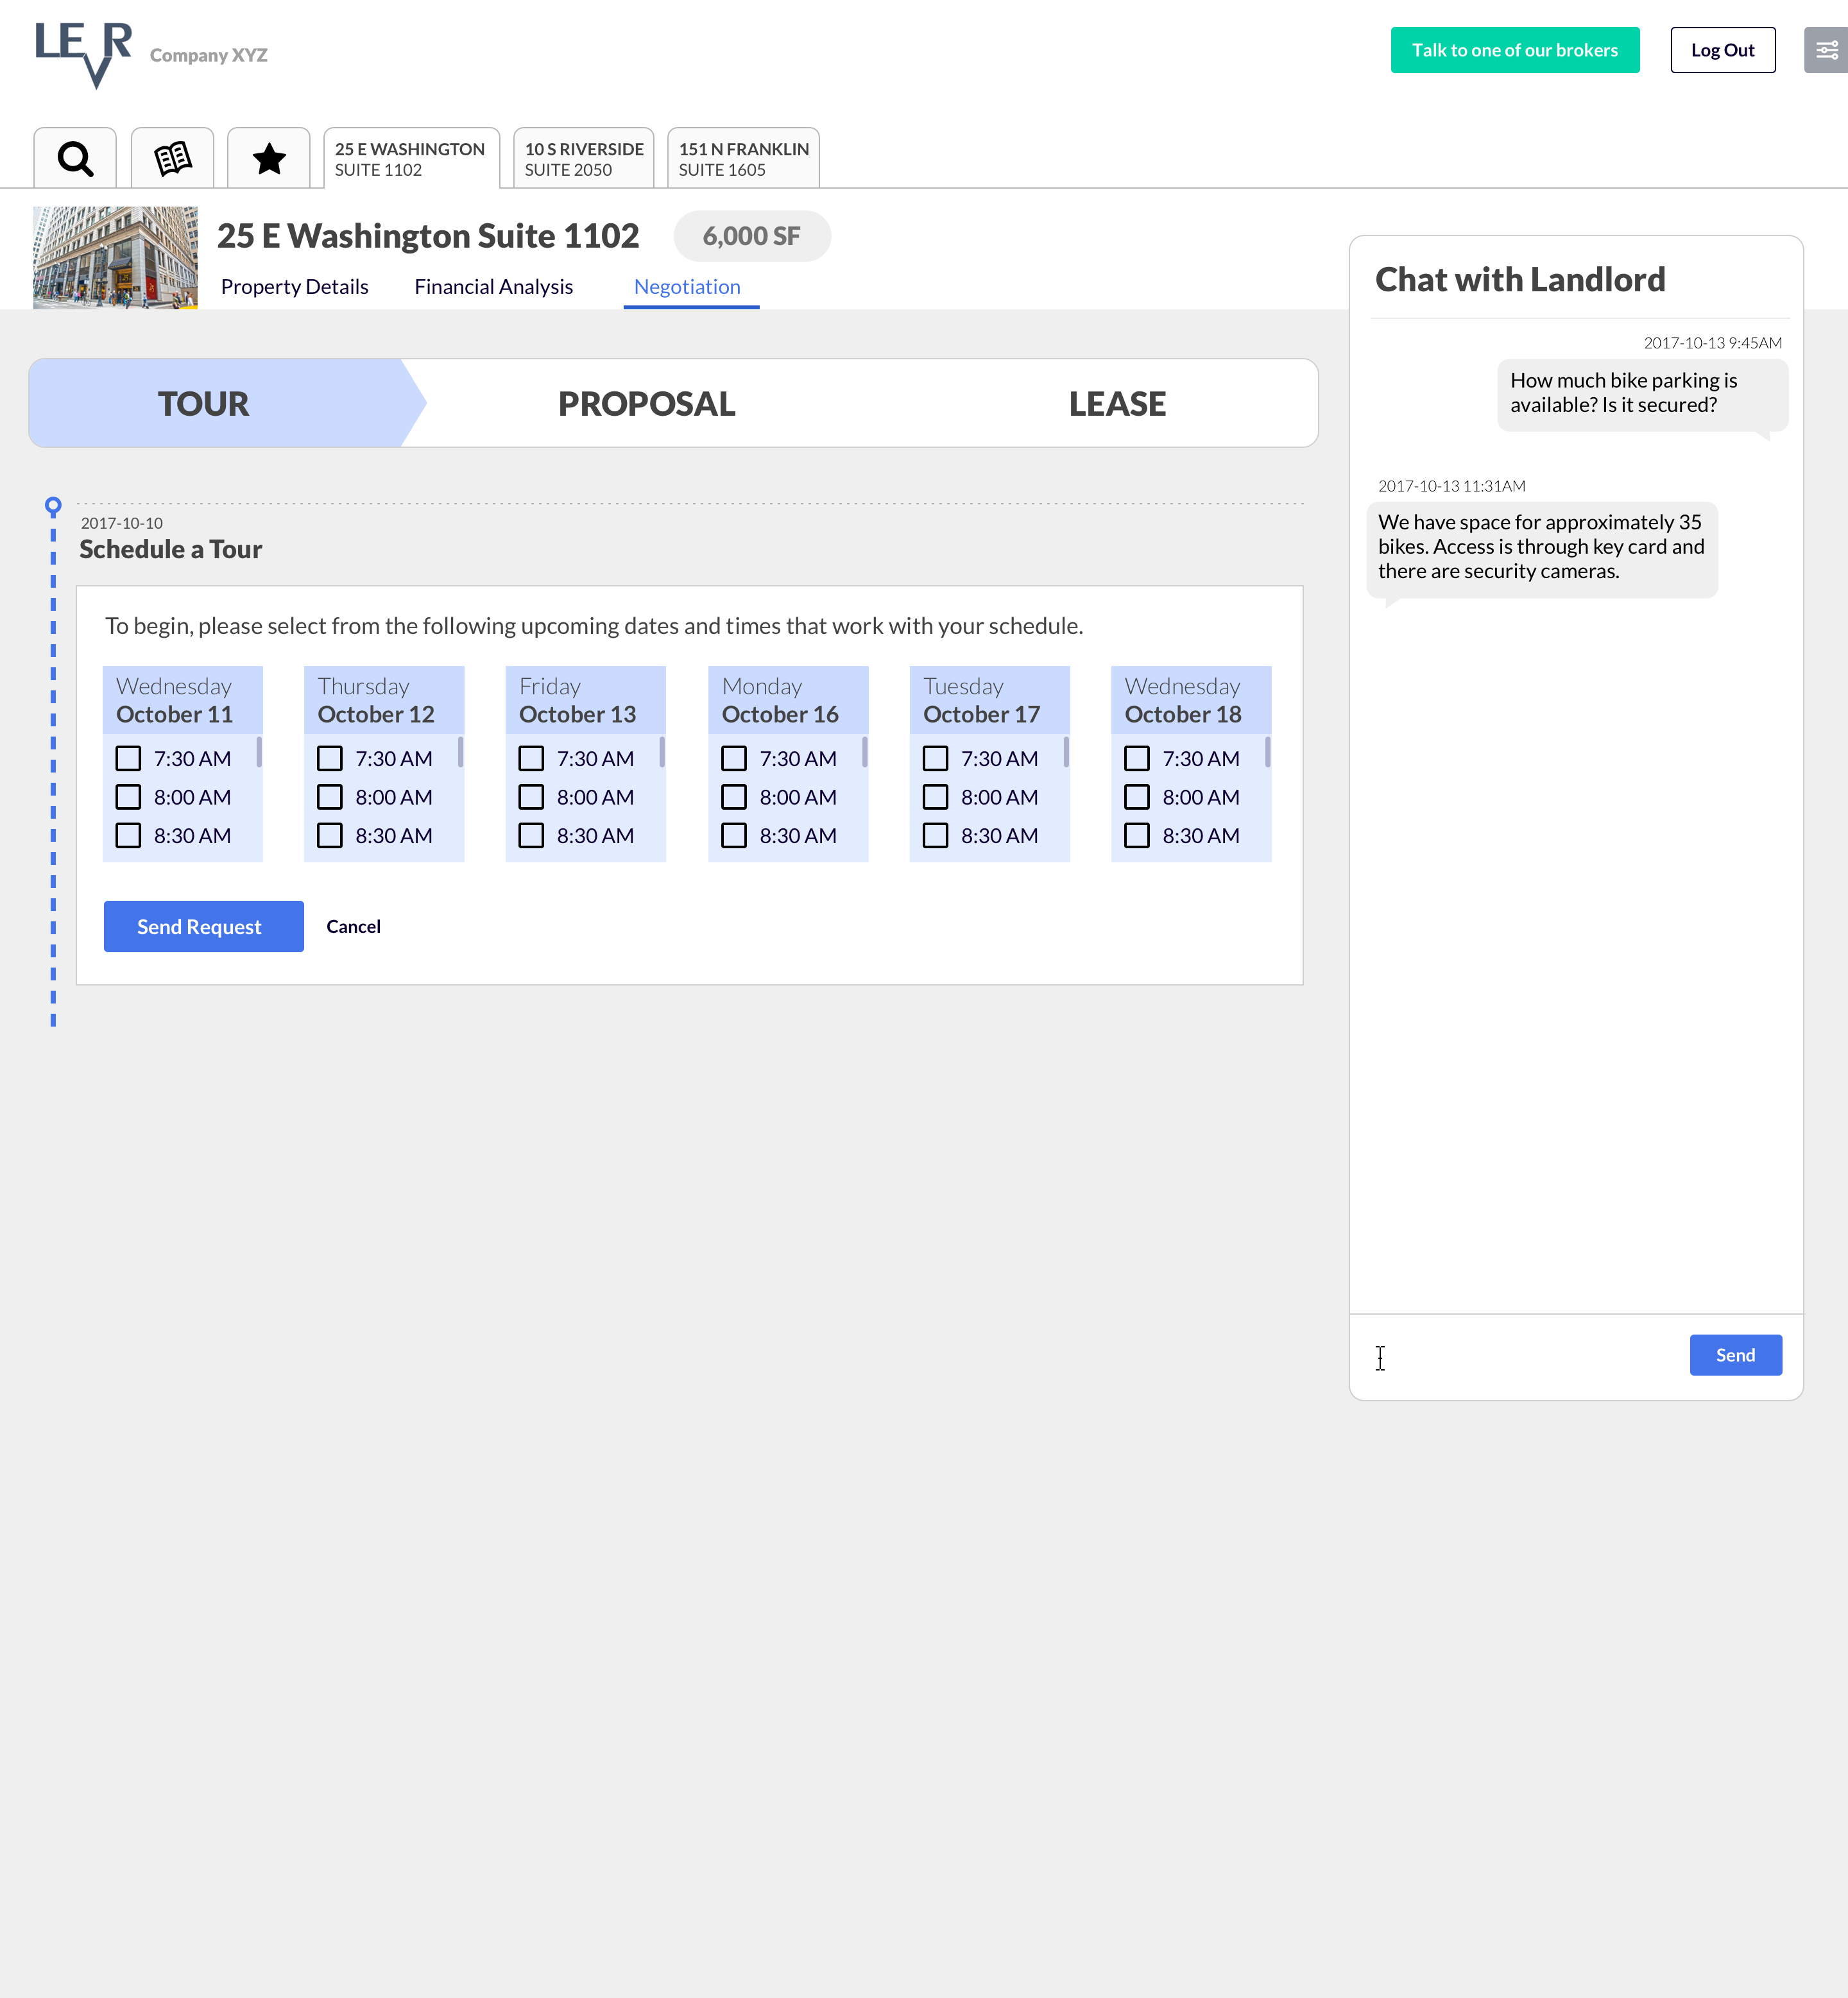 LEVR
Company XYZ
Talk to one of our brokers
Log Out
25 E WASHINGTON
SUITE 1102
10 S RIVERSIDE
SUITE 2050
151 N FRANKLIN
SUITE 1605
25 E Washington Suite 1102
6,000 SF
Property Details
Financial Analysis
Negotiation
TOUR
PROPOSAL
LEASE
2017-10-10
Schedule a Tour
To begin, please select from the following upcoming dates and times that work with your schedule.
Wednesday
October 11
7:30 AM
8:00 AM
8:30 AM
Thursday
October 12
7:30 AM
8:00 AM
8:30 AM
Friday
October 13
7:30 AM
8:00 AM
8:30 AM
Monday
October 16
7:30 AM
8:00 AM
8:30 AM
Tuesday
October 17
7:30 AM
8:00 AM
8:30 AM
Wednesday
October 18
7:30 AM
8:00 AM
8:30 AM
Send Request
Cancel
Chat with Landlord
2017-10-13 9:45AM
How much bike parking is
available? Is it secured?
2017-10-13 11:31AM
We have space for approximately 35
bikes. Access is through key card and
there are security cameras.
Send